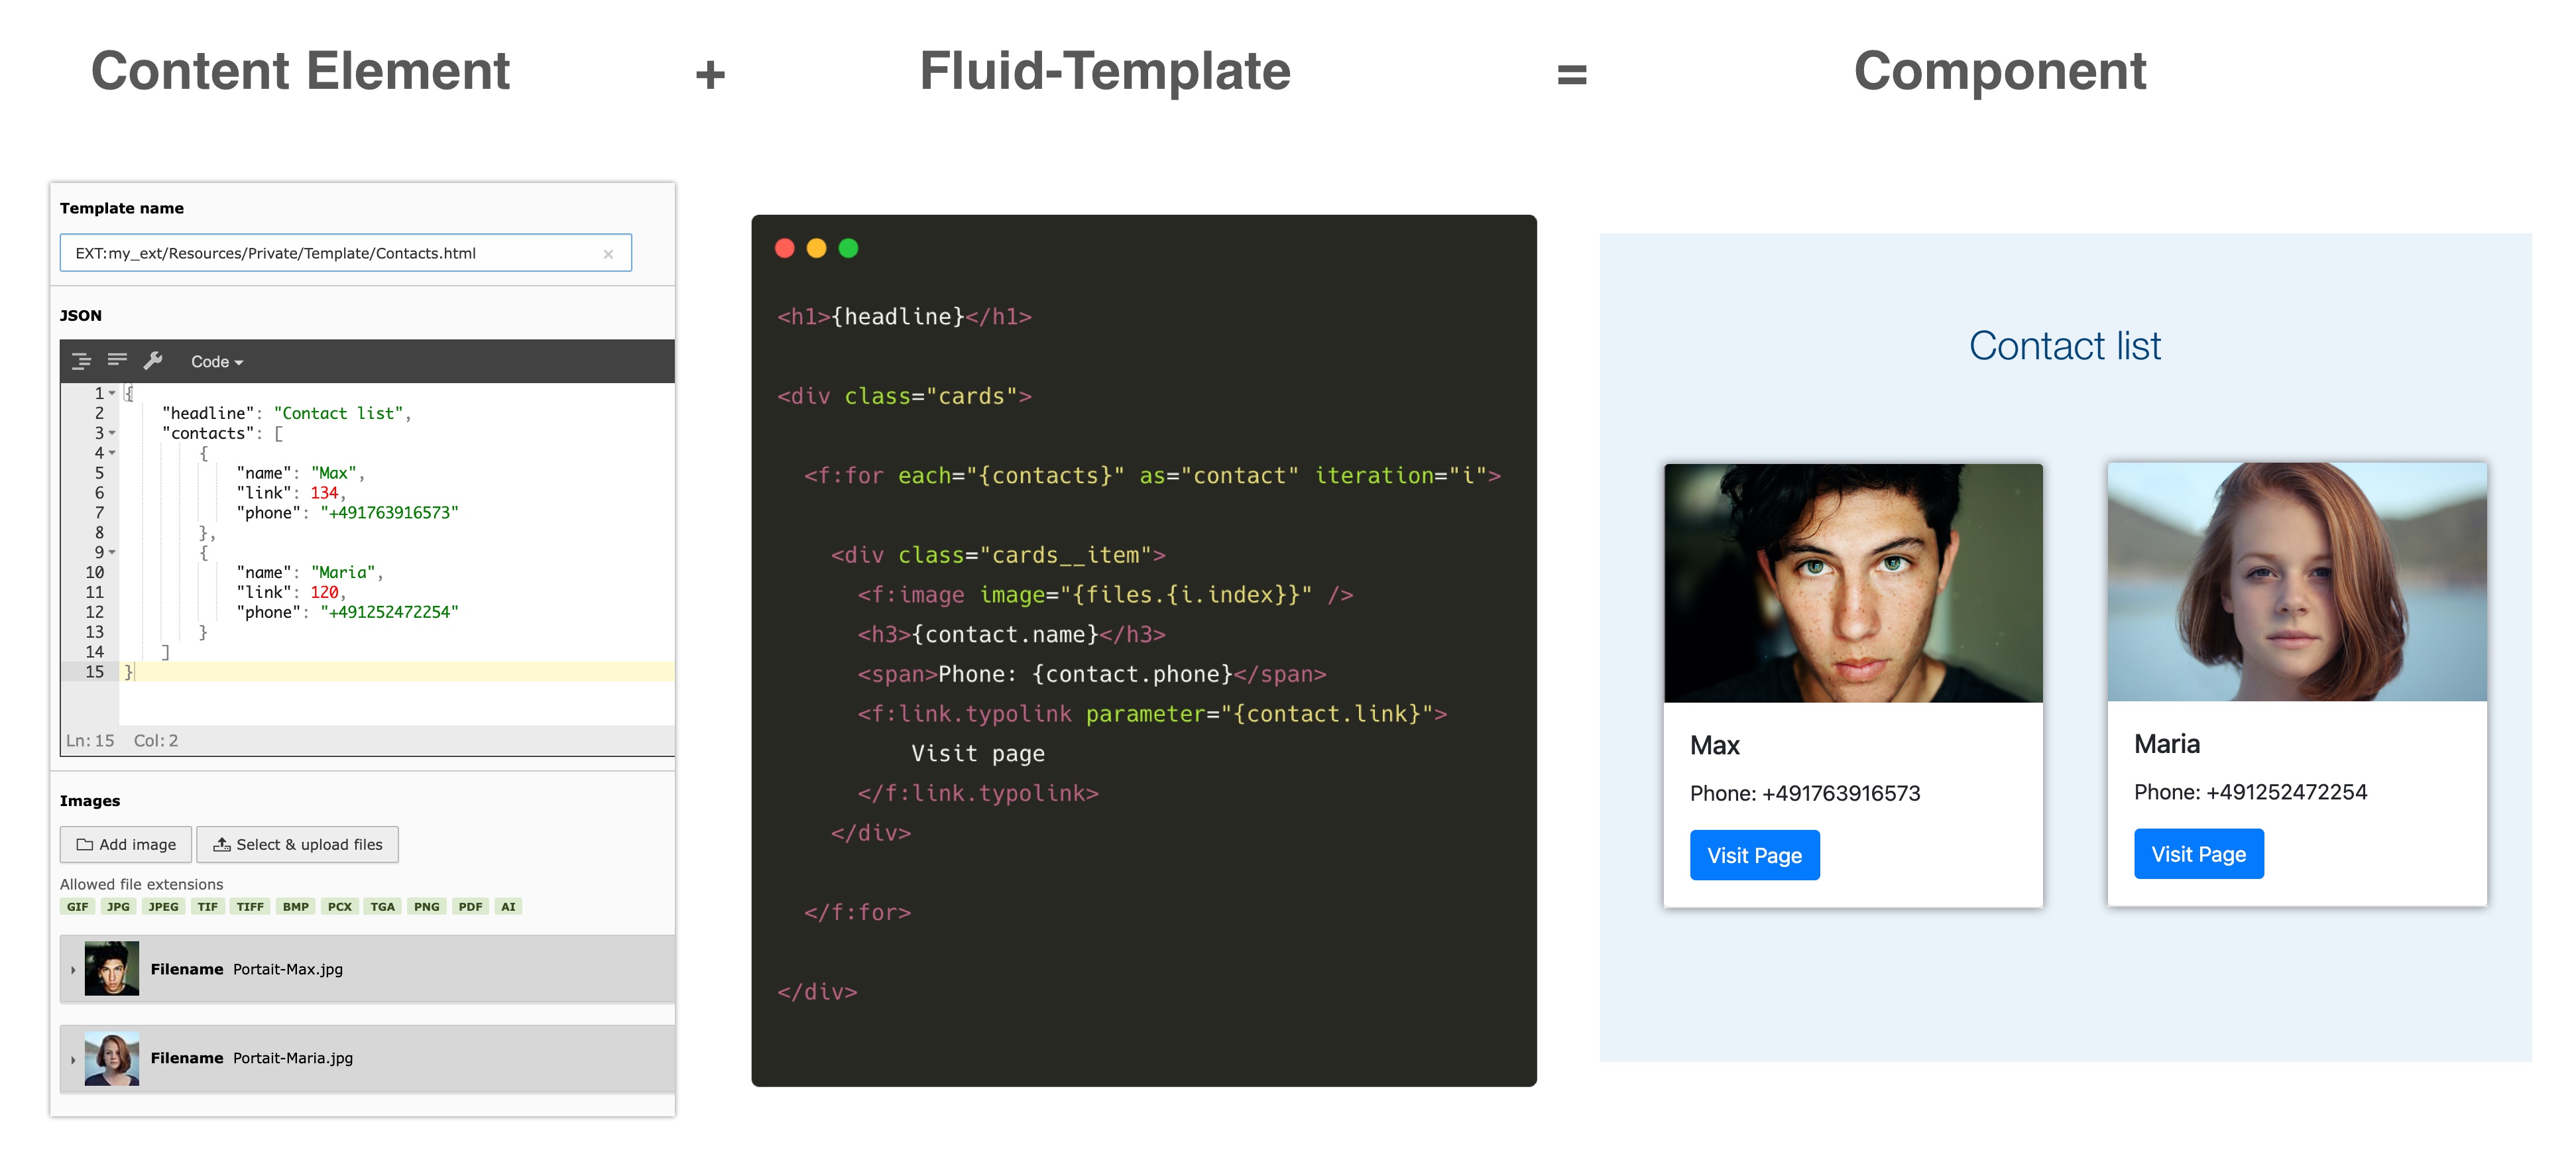 Content Element + Fluid-Template = Component
Template name
EXT:my_ext/Resources/Private/Template/Contacts.html ×
JSON
Code
1 {
2 "headline": "Contact list",
3 "contacts": [
4 {
5 "name": "Max",
6 "link": 134,
7 "phone": "+491763916573"
8 },
9 {
10 "name": "Maria",
11 "link": 120,
12 "phone": "+491252472254"
13 }
14 ]
15 }
Ln: 15 Col: 2
Images
Add image Select & upload files
Allowed file extensions
GIF JPG JPEG TIF TIFF BMP PCX TGA PNG PDF AI
Filename Portait-Max.jpg
Filename Portait-Maria.jpg
<h1>{headline}</h1>
<div class="cards">
<f:for each="{contacts}" as="contact" iteration="i">
<div class="cards__item">
<f:image image="{files.{i.index}}" />
<h3>{contact.name}</h3>
<span>Phone: {contact.phone}</span>
<f:link.typolink parameter="{contact.link}">
Visit page
</f:link.typolink>
</div>
</f:for>
</div>
Contact list
Max
Phone: +491763916573
Visit Page
Maria
Phone: +491252472254
Visit Page